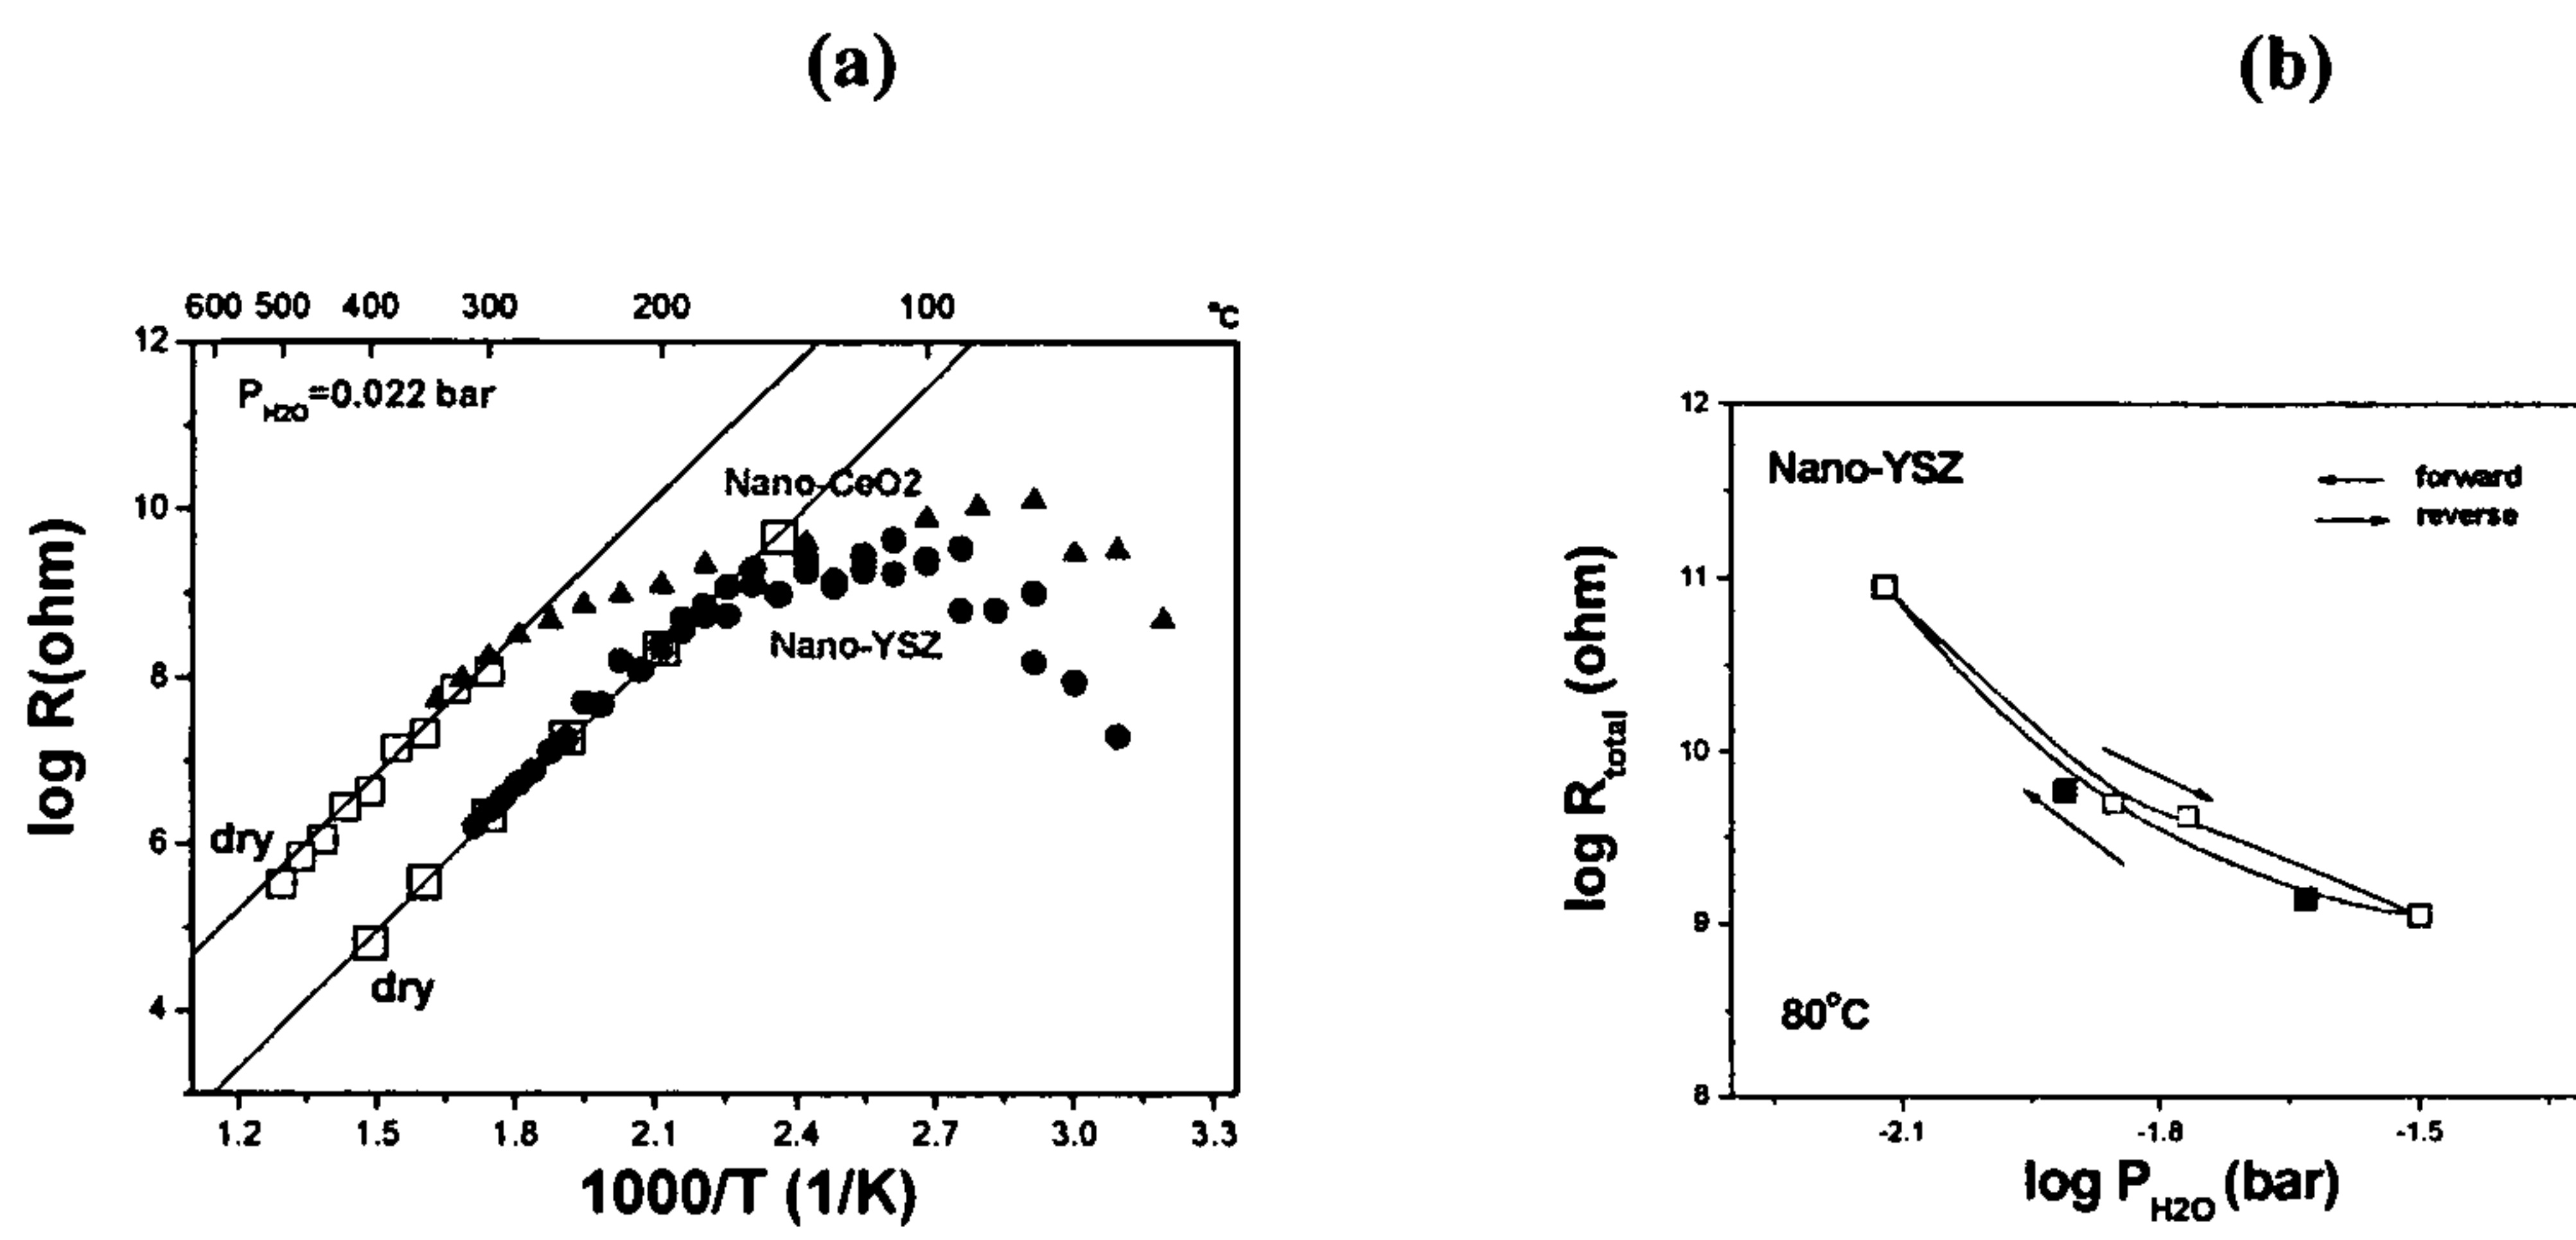 (a)
(b)
600 500 400 300 200 100 °C
12
10
8
6
4
P_H2O=0.022 bar
Nano-CeO2
Nano-YSZ
dry
dry
log R(ohm)
1.2 1.5 1.8 2.1 2.4 2.7 3.0 3.3
1000/T (1/K)
12
11
10
9
8
Nano-YSZ
forward
reverse
80°C
log R_total (ohm)
-2.1 -1.8 -1.5
log P_H2O (bar)